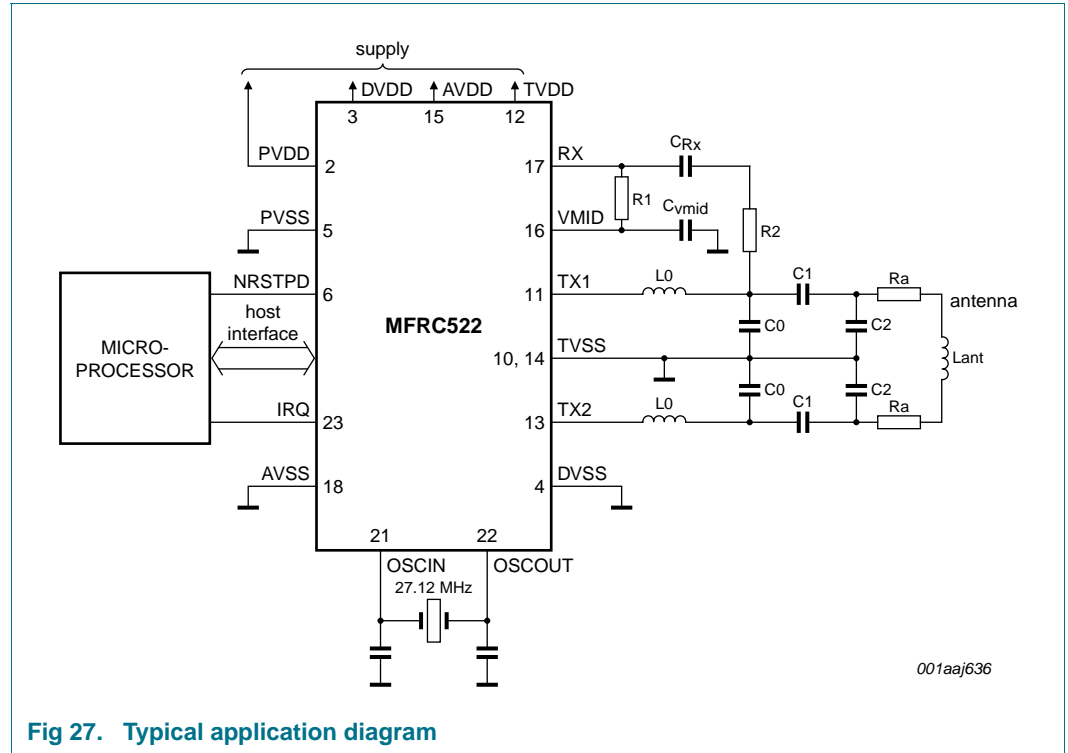 supply
DVDD
AVDD
TVDD
3
15
12
PVDD
2
17
RX
CRx
R1
PVSS
5
16
VMID
Cvmid
R2
NRSTPD
6
11
TX1
L0
C1
Ra
antenna
host
interface
MFRC522
C0
C2
MICRO-
PROCESSOR
10, 14
TVSS
Lant
C0
C2
IRQ
23
13
TX2
L0
C1
Ra
AVSS
18
4
DVSS
21
22
OSCIN
OSCOUT
27.12 MHz
001aaj636
Fig 27. Typical application diagram